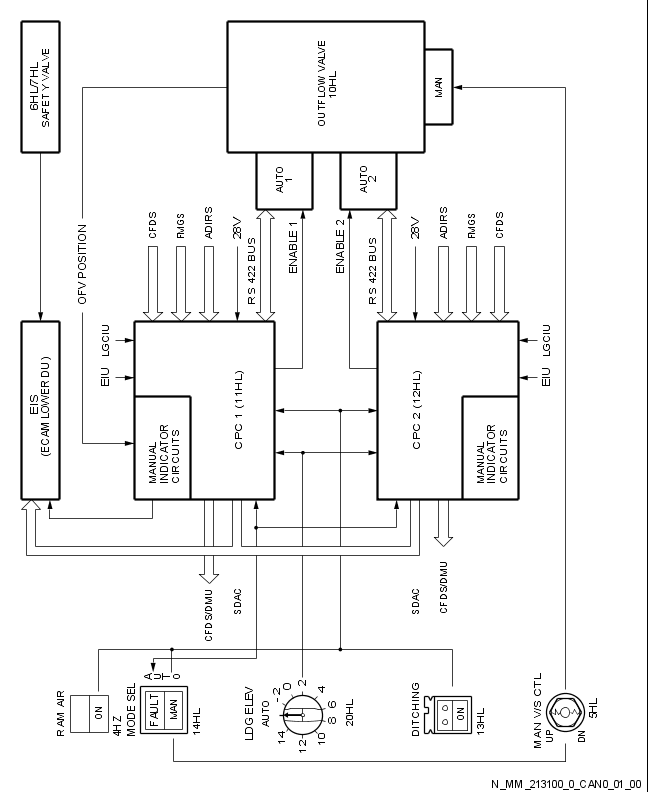 6HL/7HL
SAFETY VALVE
OUTFLOW VALVE
10HL
MAN
AUTO
1
AUTO
2
OFV POSITION
CFDS
RMGS
ADIRS
28V
RS 422 BUS
ENABLE 1
ENABLE 2
RS 422 BUS
28V
ADIRS
RMGS
CFDS
EIS
(ECAM LOWER DU)
EIU
LGCIU
CPC 1 (11HL)
MANUAL
INDICATOR
CIRCUITS
CPC 2 (12HL)
MANUAL
INDICATOR
CIRCUITS
EIU
LGCIU
CFDS/DMU
SDAC
SDAC
CFDS/DMU
RAM AIR
ON
4HZ
MODE SEL
AUTO
FAULT
MAN
14HL
LDG ELEV
AUTO
-2
0
2
4
6
8
10
12
14
20HL
DITCHING
ON
13HL
MAN V/S CTL
UP
DN
5HL
N_MM_213100_0_CAN0_01_00